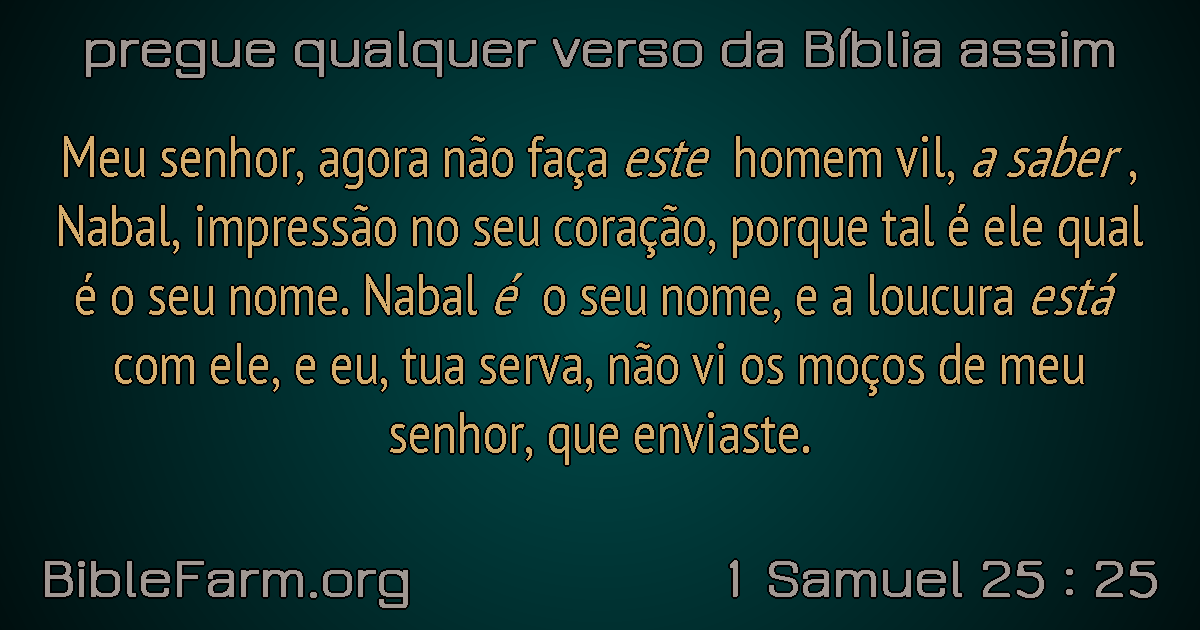 pregue qualquer verso da Bíblia assim
Meu senhor, agora não faça este homem vil, a saber ,
Nabal, impressão no seu coração, porque tal é ele qual
é o seu nome. Nabal é o seu nome, e a loucura está
com ele, e eu, tua serva, não vi os moços de meu
senhor, que enviaste.
BibleFarm.org
1 Samuel 25 : 25